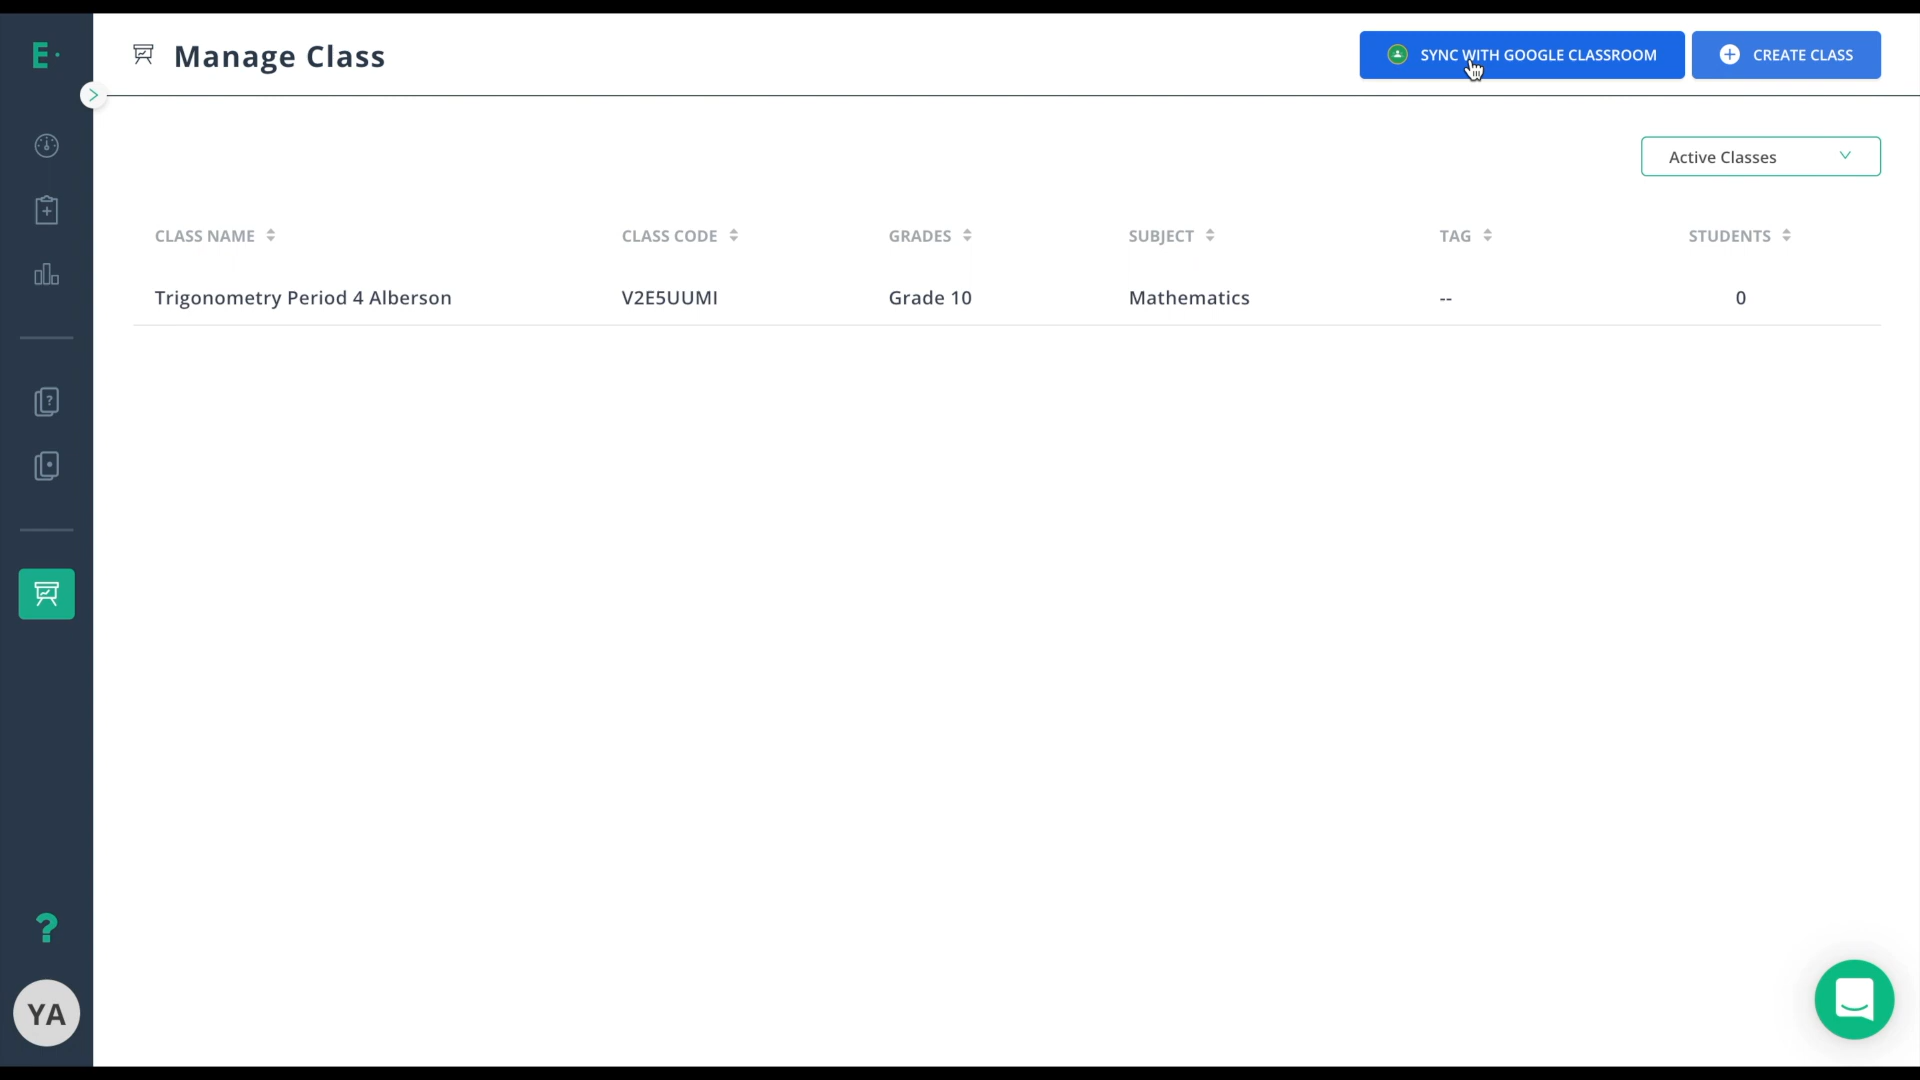 E
Manage Class
SYNC WITH GOOGLE CLASSROOM
CREATE CLASS
Active Classes
CLASS NAME CLASS CODE GRADES SUBJECT TAG STUDENTS
Trigonometry Period 4 Alberson V2E5UUMI Grade 10 Mathematics -- 0
?
YA